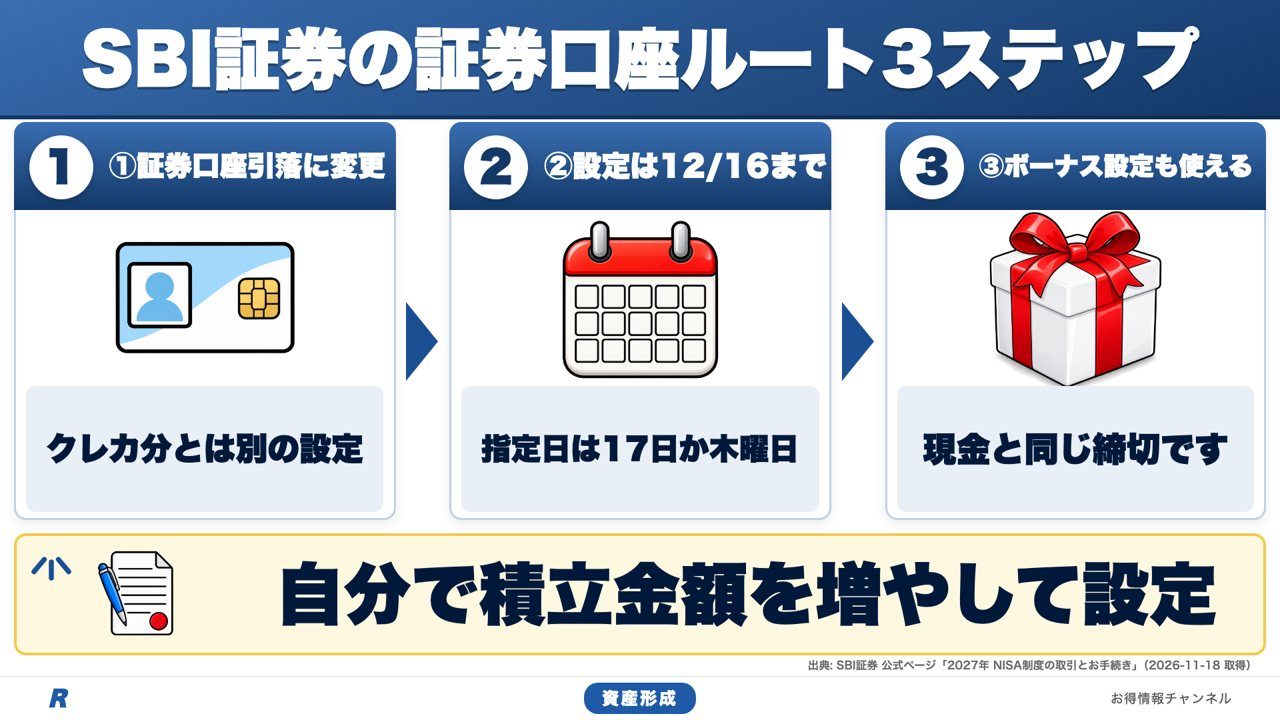 SBI証券の証券口座ルート3ステップ
1 ①証券口座引落に変更
クレカ分とは別の設定
2 ②設定は12/16まで
指定日は17日か木曜日
3 ③ボーナス設定も使える
現金と同じ締切です
自分で積立金額を増やして設定
出典: SBI証券 公式ページ「2027年 NISA制度の取引とお手続き」（2026-11-18 取得）
R
資産形成
お得情報チャンネル